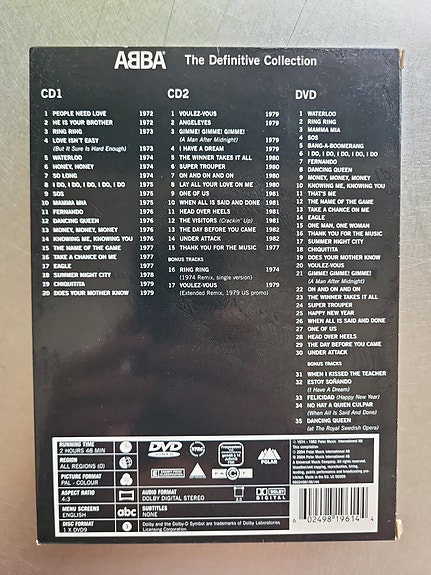 ABBA The Definitive Collection
CD1
1 PEOPLE NEED LOVE 1972
2 HE IS YOUR BROTHER 1972
3 RING RING 1973
4 LOVE ISN'T EASY
(But It Sure Is Hard Enough) 1973
5 WATERLOO 1974
6 HONEY, HONEY 1974
7 SO LONG 1974
8 I DO, I DO, I DO, I DO, I DO 1975
9 SOS 1975
10 MAMMA MIA 1975
11 FERNANDO 1976
12 DANCING QUEEN 1976
13 MONEY, MONEY, MONEY 1976
14 KNOWING ME, KNOWING YOU 1976
15 THE NAME OF THE GAME 1977
16 TAKE A CHANCE ON ME 1977
17 EAGLE 1977
18 SUMMER NIGHT CITY 1978
19 CHIQUITITA 1979
20 DOES YOUR MOTHER KNOW 1979
CD2
1 VOULEZ-VOUS 1979
2 ANGELEYES 1979
3 GIMME! GIMME! GIMME!
(A Man After Midnight) 1979
4 I HAVE A DREAM 1979
5 THE WINNER TAKES IT ALL 1980
6 SUPER TROUPER 1980
7 ON AND ON AND ON 1980
8 LAY ALL YOUR LOVE ON ME 1980
9 ONE OF US 1981
10 WHEN ALL IS SAID AND DONE 1981
11 HEAD OVER HEELS 1981
12 THE VISITORS (Crackin' Up) 1981
13 THE DAY BEFORE YOU CAME 1982
14 UNDER ATTACK 1982
15 THANK YOU FOR THE MUSIC 1977
BONUS TRACKS
16 RING RING 1974
(1974 Remix, single version)
17 VOULEZ-VOUS 1979
(Extended Remix, 1979 US promo)
DVD
1 WATERLOO
2 RING RING
3 MAMMA MIA
4 SOS
5 BANG-A-BOOMERANG
6 I DO, I DO, I DO, I DO, I DO
7 FERNANDO
8 DANCING QUEEN
9 MONEY, MONEY, MONEY
10 KNOWING ME, KNOWING YOU
11 THAT'S ME
12 THE NAME OF THE GAME
13 TAKE A CHANCE ON ME
14 EAGLE
15 ONE MAN, ONE WOMAN
16 THANK YOU FOR THE MUSIC
17 SUMMER NIGHT CITY
18 CHIQUITITA
19 DOES YOUR MOTHER KNOW
20 VOULEZ-VOUS
21 GIMME! GIMME! GIMME!
(A Man After Midnight)
22 ON AND ON AND ON
23 THE WINNER TAKES IT ALL
24 SUPER TROUPER
25 HAPPY NEW YEAR
26 WHEN ALL IS SAID AND DONE
27 ONE OF US
28 HEAD OVER HEELS
29 THE DAY BEFORE YOU CAME
30 UNDER ATTACK
BONUS TRACKS
31 WHEN I KISSED THE TEACHER
32 ESTOY SOÑANDO
(I Have A Dream)
33 FELICIDAD (Happy New Year)
34 NO HAY A QUIEN CULPAR
(When All Is Said And Done)
35 DANCING QUEEN
(at The Royal Swedish Opera)
RUNNING TIME
2 HOURS 48 MIN
REGION
ALL REGIONS (0)
PICTURE FORMAT
PAL - COLOUR
ASPECT RATIO
4:3
MENU SCREENS
ENGLISH
DISC FORMAT
1 X DVD9
DVD
VIDEO
AUDIO FORMAT
DOLBY DIGITAL STEREO
abc
SUBTITLES
NONE
Dolby and the Double-D Symbol are trademarks of Dolby Laboratories
Licensing Corporation.
POLAR
DOLBY
DIGITAL
6 02498 19614 4